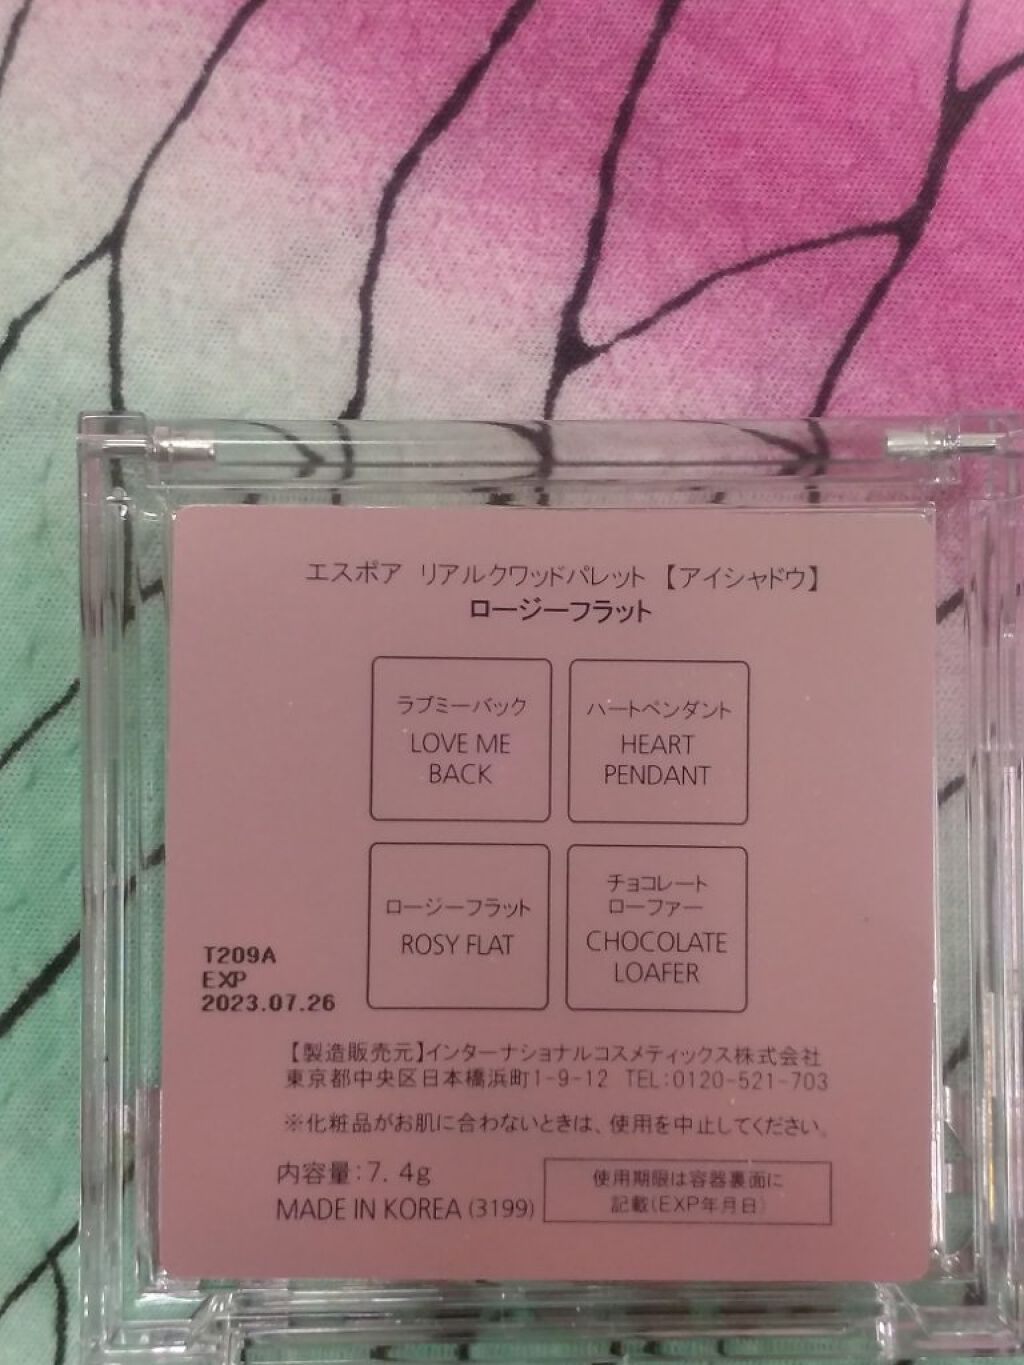 エスポア リアルクワッドパレット【アイシャドウ】
ロージーフラット
ラブミーバック
LOVE ME
BACK
ハートペンダント
HEART
PENDANT
ロージーフラット
ROSY FLAT
チョコレート
ローファー
CHOCOLATE
LOAFER
T209A
EXP
2023.07.26
【製造販売元】インターナショナルコスメティックス株式会社
東京都中央区日本橋浜町1-9-12 TEL:0120-521-703
※化粧品がお肌に合わないときは、使用を中止してください。
内容量:7.4g
MADE IN KOREA (3199)
使用期限は容器裏面に
記載(EXP年月日)